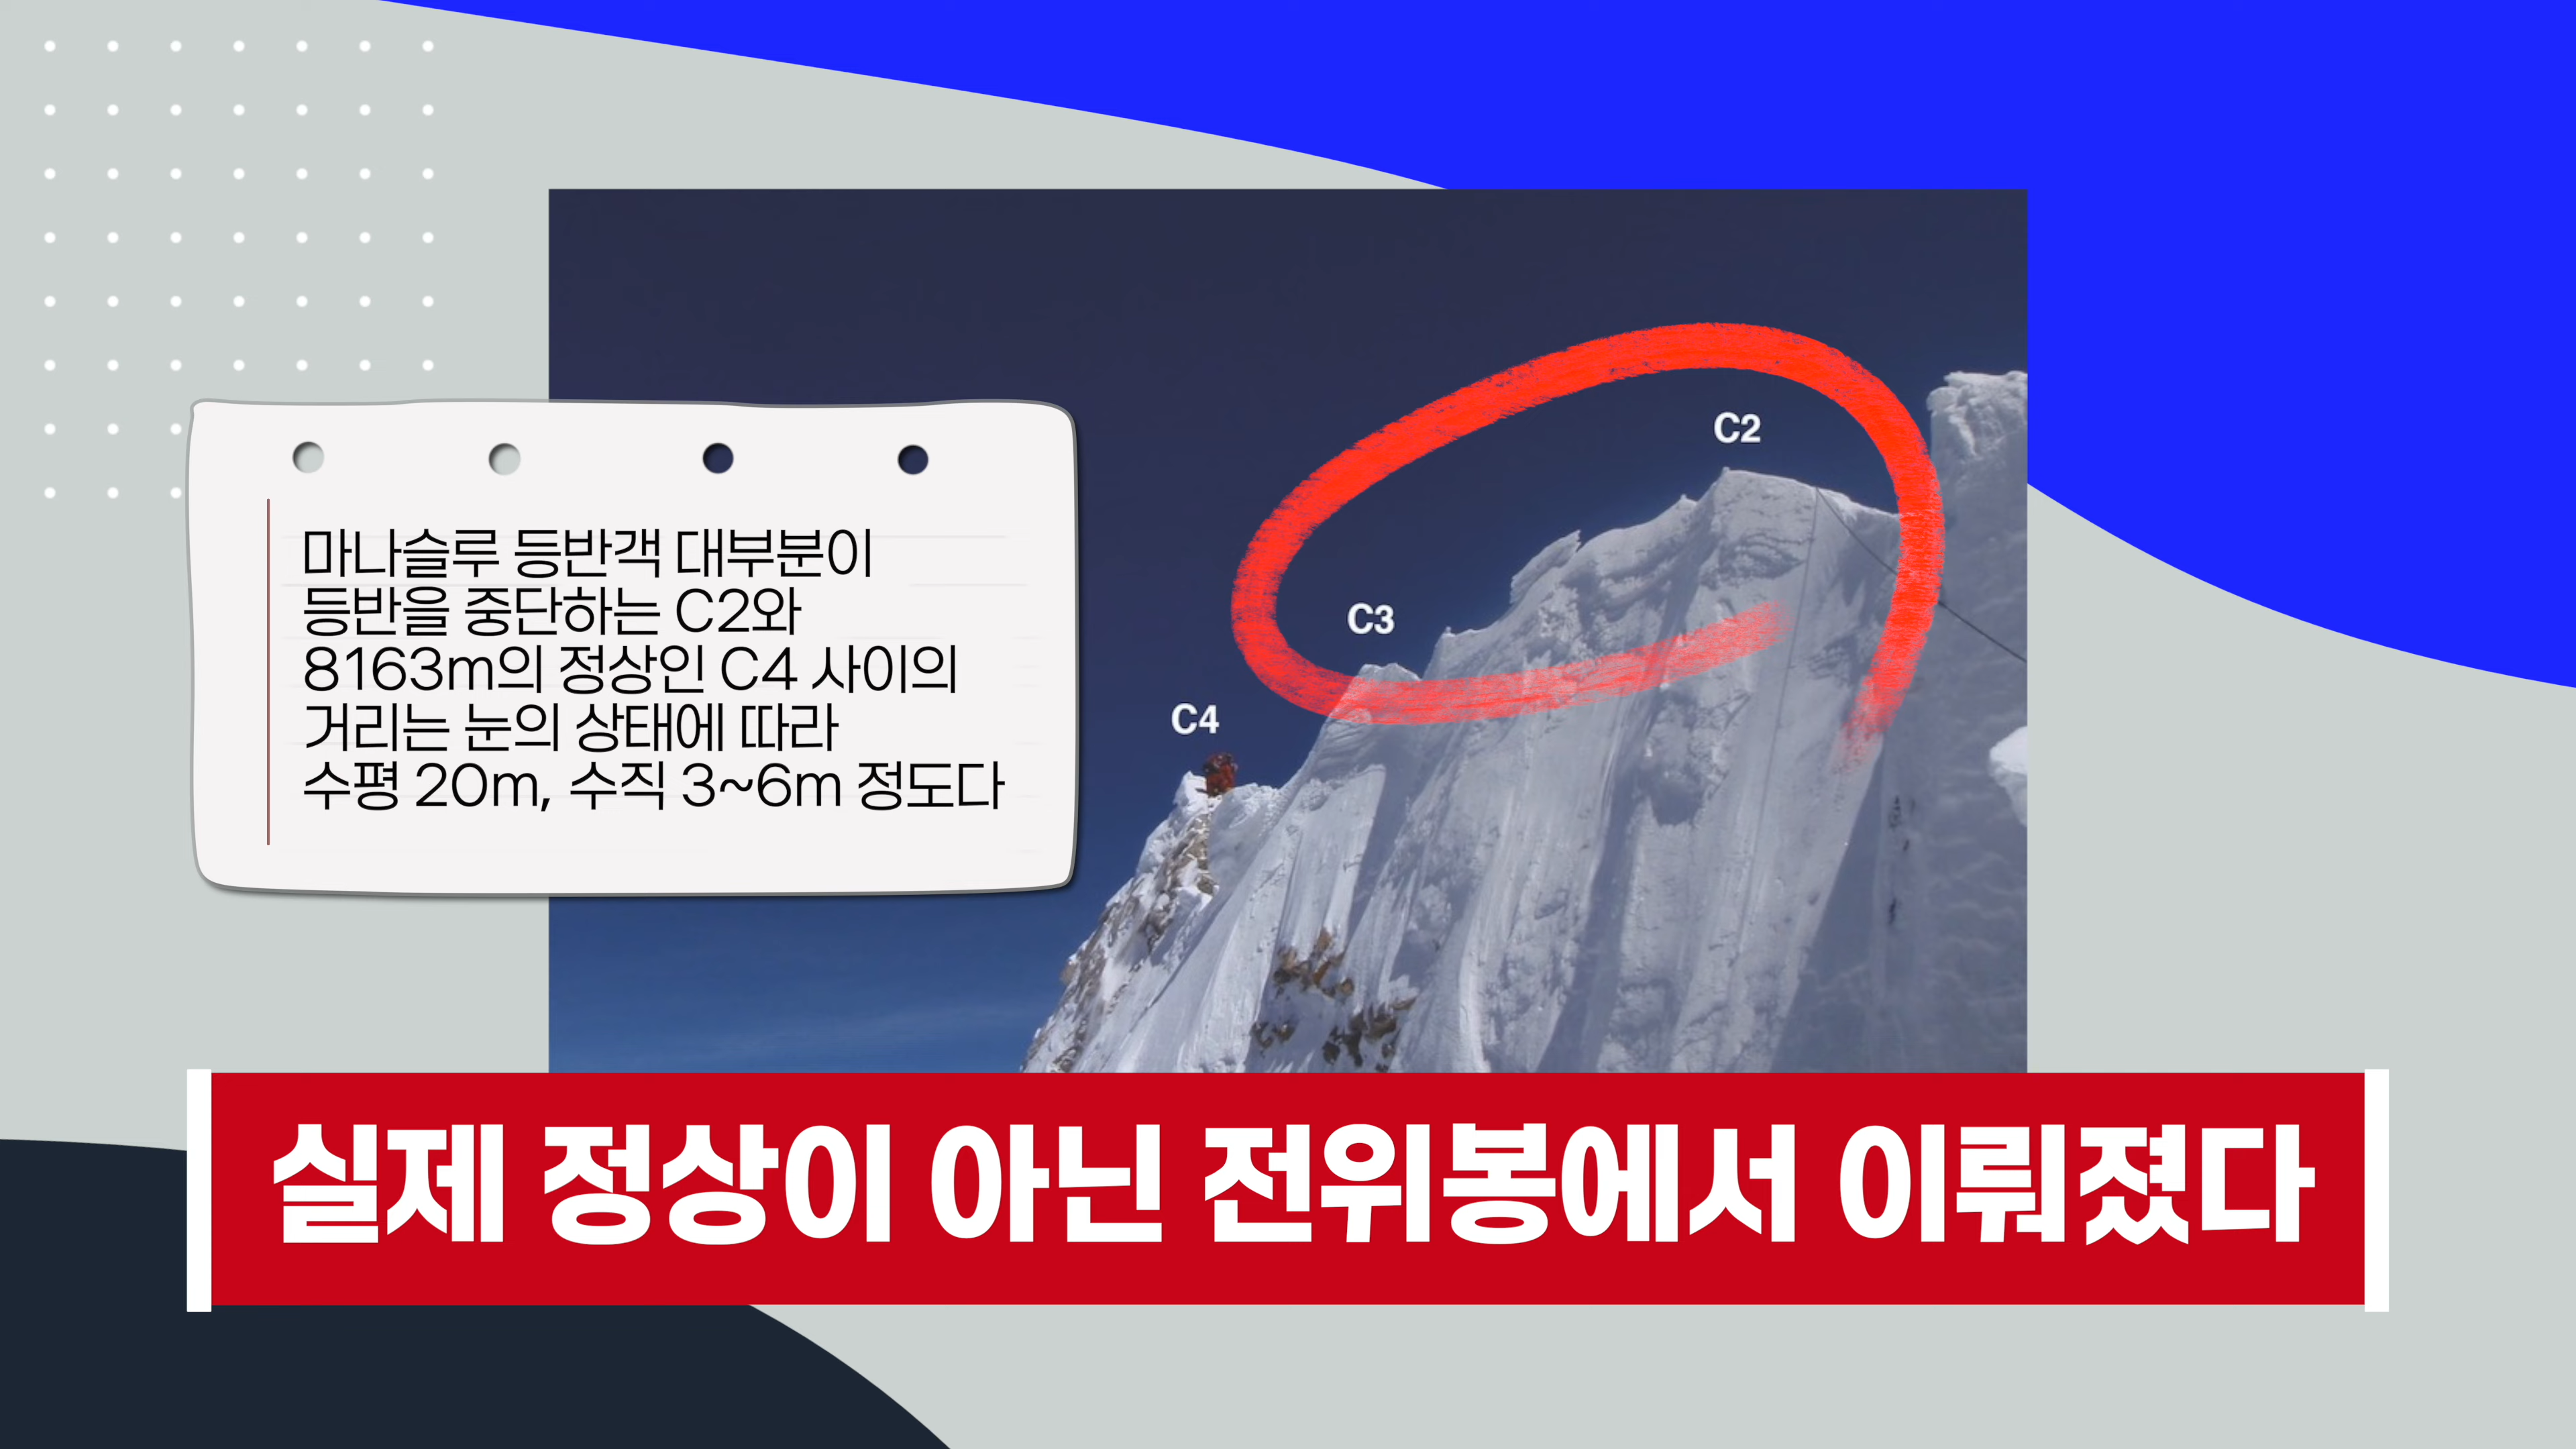 마나슬루 등반객 대부분이
등반을 중단하는 C2와
8163m의 정상인 C4 사이의
거리는 눈의 상태에 따라
수평 20m, 수직 3~6m 정도다
C2
C3
C4
실제 정상이 아닌 전위봉에서 이뤄졌다